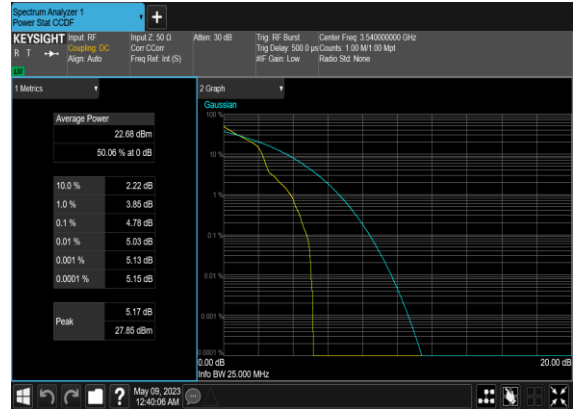 Spectrum Analyzer 1
Power Stat CCDF
+
KEYSIGHT
R T
LM
Input: RF
Coupling: DC
Align: Auto
Input Z: 50 Ω
Corr CCorr
Freq Ref: Int (S)
Atten: 30 dB
Trig: RF Burst
Trig Delay: 500.0 µs
#IF Gain: Low
Center Freq: 3.540000000 GHz
Counts: 1.00 M/1.00 Mpt
Radio Std: None
1 Metrics
Average Power
22.68 dBm
50.06 % at 0 dB
10.0 % 2.22 dB
1.0 % 3.85 dB
0.1 % 4.78 dB
0.01 % 5.03 dB
0.001 % 5.13 dB
0.0001 % 5.15 dB
Peak
5.17 dB
27.85 dBm
2 Graph
Gaussian
100 %
10 %
1 %
0.1 %
0.01 %
0.001 %
0.0001 %
0.00 dB 20.00 dB
Info BW 25.000 MHz
?
May 09, 2023
12:40:06 AM